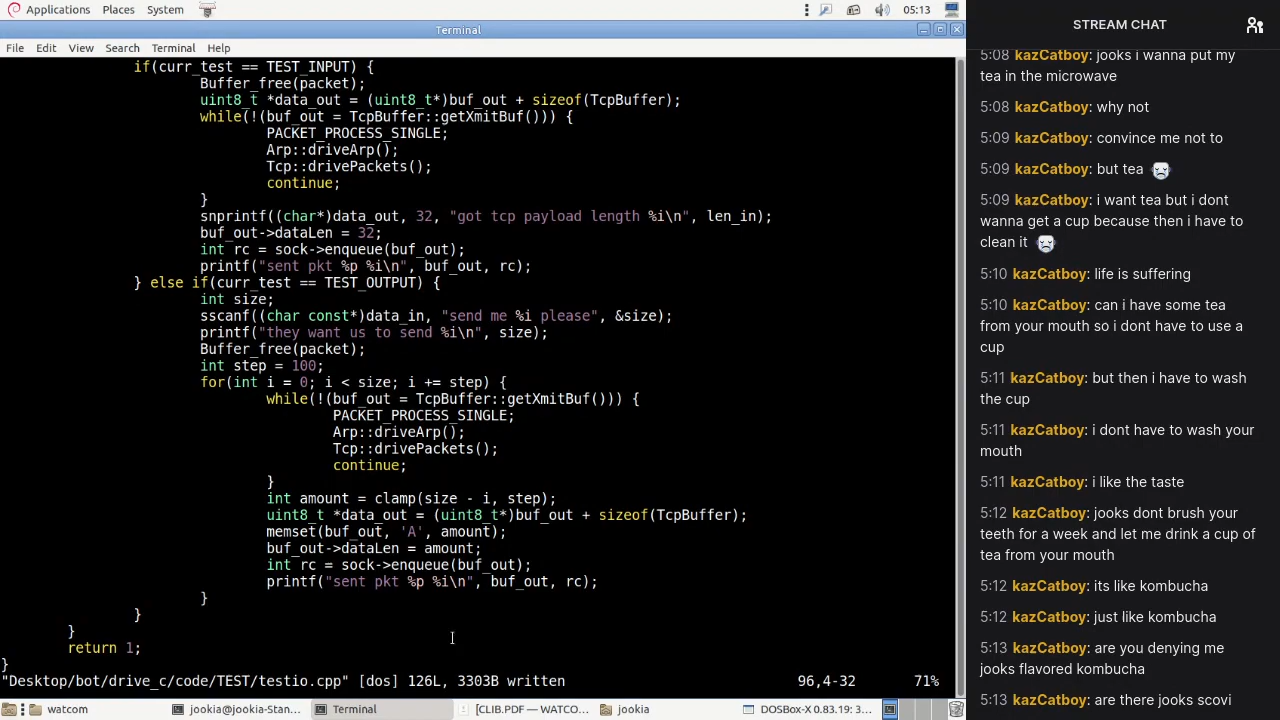 Applications Places System 05:13
Terminal
File Edit View Search Terminal Help
if(curr_test == TEST_INPUT) {
Buffer_free(packet);
uint8_t *data_out = (uint8_t*)buf_out + sizeof(TcpBuffer);
while(!(buf_out = TcpBuffer::getXmitBuf())) {
PACKET_PROCESS_SINGLE;
Arp::driveArp();
Tcp::drivePackets();
continue;
}
snprintf((char*)data_out, 32, "got tcp payload length %i\n", len_in);
buf_out->dataLen = 32;
int rc = sock->enqueue(buf_out);
printf("sent pkt %p %i\n", buf_out, rc);
} else if(curr_test == TEST_OUTPUT) {
int size;
sscanf((char const*)data_in, "send me %i please", &size);
printf("they want us to send %i\n", size);
Buffer_free(packet);
int step = 100;
for(int i = 0; i < size; i += step) {
while(!(buf_out = TcpBuffer::getXmitBuf())) {
PACKET_PROCESS_SINGLE;
Arp::driveArp();
Tcp::drivePackets();
continue;
}
int amount = clamp(size - i, step);
uint8_t *data_out = (uint8_t*)buf_out + sizeof(TcpBuffer);
memset(buf_out, 'A', amount);
buf_out->dataLen = amount;
int rc = sock->enqueue(buf_out);
printf("sent pkt %p %i\n", buf_out, rc);
}
}
}
return 1;
}
"Desktop/bot/drive_c/code/TEST/testio.cpp" [dos] 126L, 3303B written 96,4-32 71%
watcom jookia@jookia-Stan... Terminal [CLIB.PDF — WATCO... jookia DOSBox-X 0.83.19: 3...
STREAM CHAT
5:08 kazCatboy: jooks i wanna put my
tea in the microwave
5:08 kazCatboy: why not
5:09 kazCatboy: convince me not to
5:09 kazCatboy: but tea
5:09 kazCatboy: i want tea but i dont
wanna get a cup because then i have to
clean it
5:10 kazCatboy: life is suffering
5:10 kazCatboy: can i have some tea
from your mouth so i dont have to use a
cup
5:11 kazCatboy: but then i have to wash
the cup
5:11 kazCatboy: i dont have to wash your
mouth
5:11 kazCatboy: i like the taste
5:12 kazCatboy: jooks dont brush your
teeth for a week and let me drink a cup of
tea from your mouth
5:12 kazCatboy: its like kombucha
5:12 kazCatboy: just like kombucha
5:13 kazCatboy: are you denying me
jooks flavored kombucha
5:13 kazCatboy: are there jooks scovi